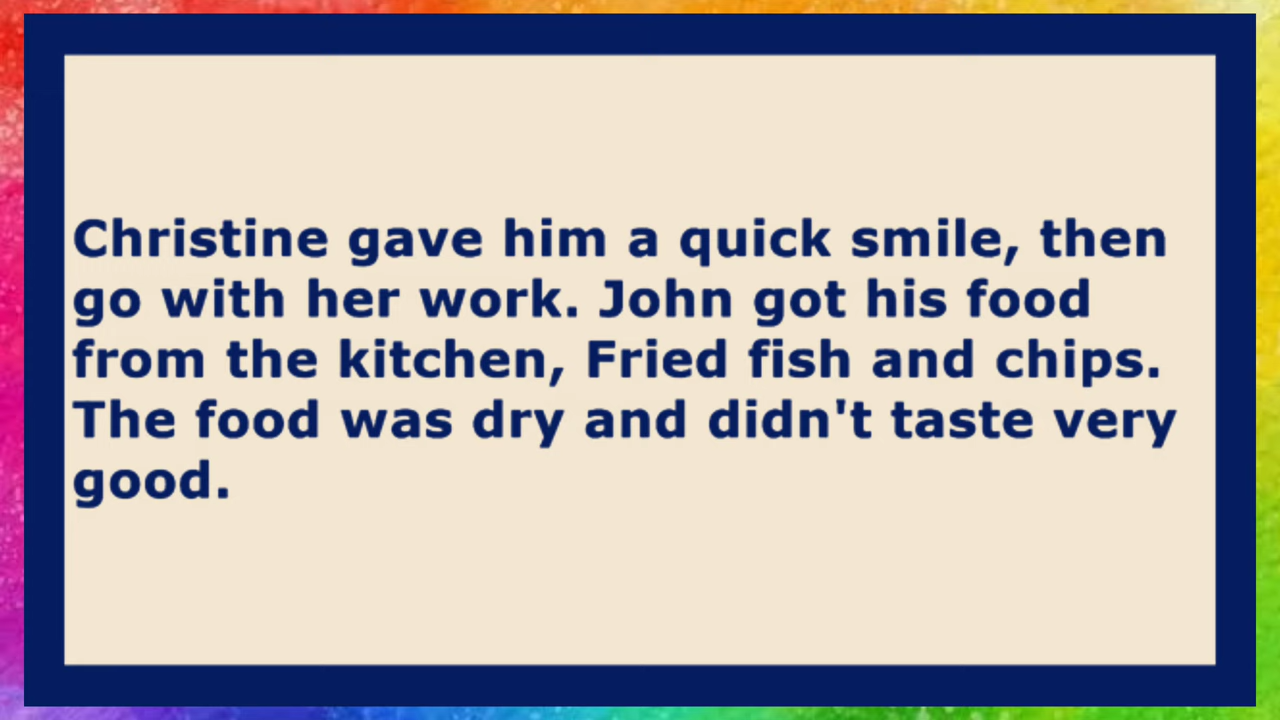 Christine gave him a quick smile, then
go with her work. John got his food
from the kitchen, Fried fish and chips.
The food was dry and didn't taste very
good.